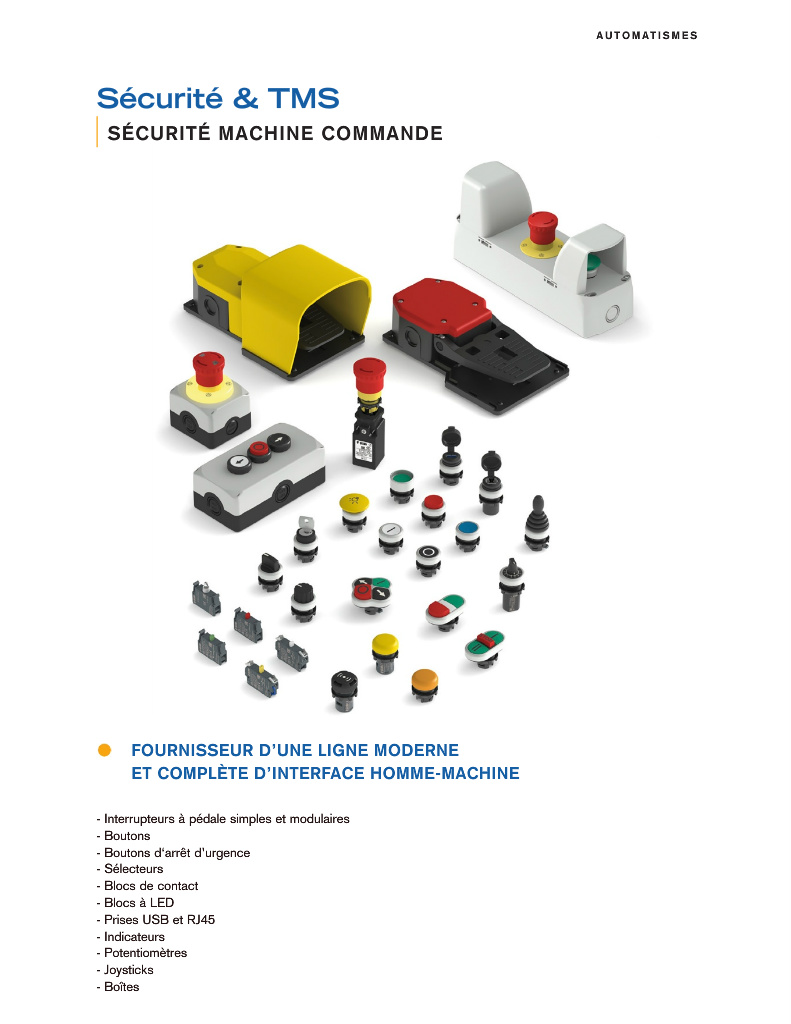 AUTOMATISMES
Sécurité & TMS
SÉCURITÉ MACHINE COMMANDE
FOURNISSEUR D'UNE LIGNE MODERNE
ET COMPLÈTE D'INTERFACE HOMME-MACHINE
- Interrupteurs à pédale simples et modulaires
- Boutons
- Boutons d'arrêt d'urgence
- Sélecteurs
- Blocs de contact
- Blocs à LED
- Prises USB et RJ45
- Indicateurs
- Potentiomètres
- Joysticks
- Boîtes